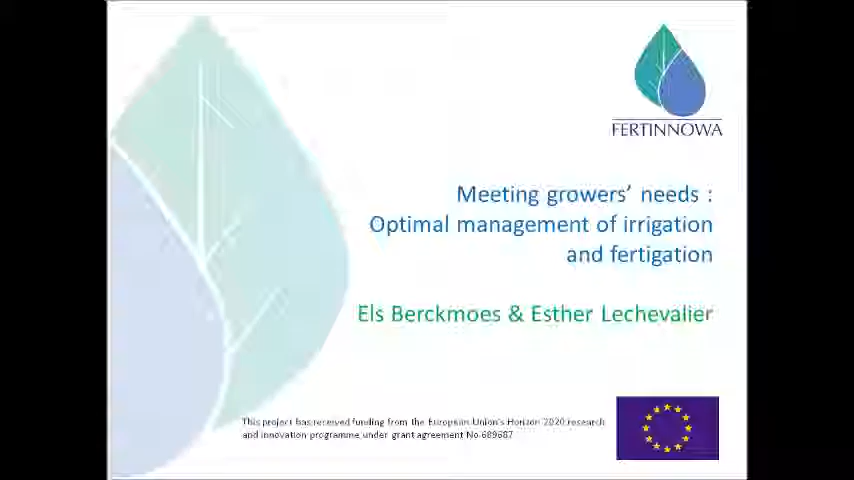 FERTINNOWA
Meeting growers' needs :
Optimal management of irrigation
and fertigation
Els Berckmoes & Esther Lechevalier
This project has received funding from the European Union's Horizon 2020 research
and innovation programme under grant agreement No 689687